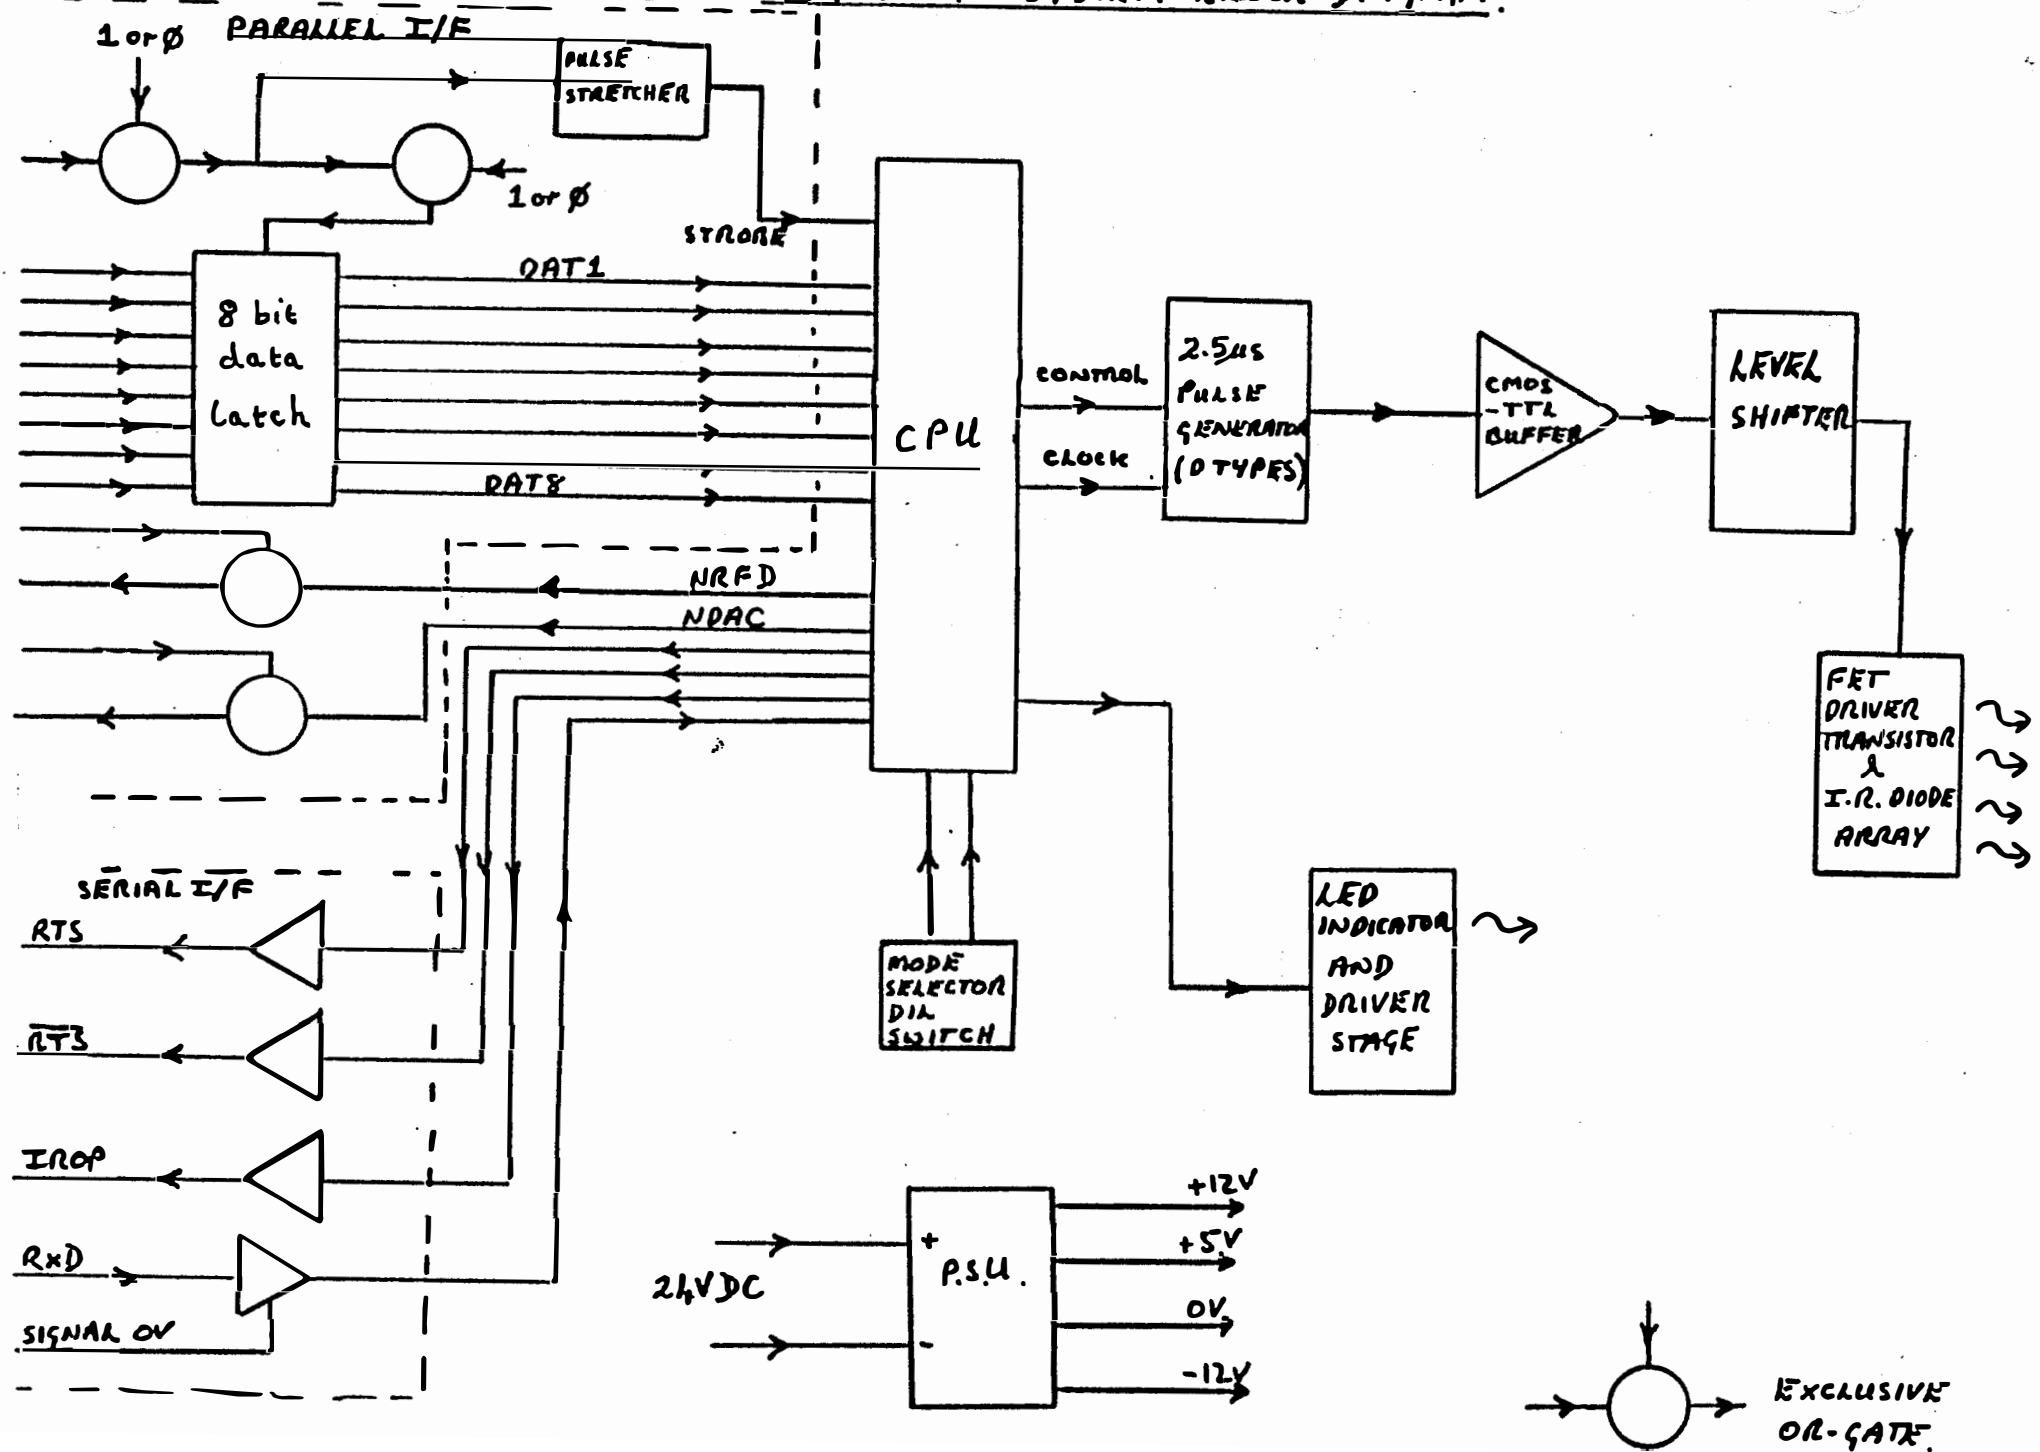 1 or Ø
PARALLEL I/F
PULSE
STRETCHER
1 or Ø
STROBE
8 bit
data
latch
DAT1
DAT8
CPU
CONTROL
CLOCK
2.5µs
PULSE
GENERATOR
(D TYPES)
CMOS
-TTL
BUFFER
LEVEL
SHIFTER
NRFD
NDAC
FET
DRIVER
TRANSISTOR
&
I.R. DIODE
ARRAY
SERIAL I/F
RTS
R̅T̅S̅
IROP
RxD
SIGNAL OV
MODE
SELECTOR
DIL
SWITCH
LED
INDICATOR
AND
DRIVER
STAGE
24VDC
+
-
P.S.U.
+12V
+5V
0V
-12V
EXCLUSIVE
OR-GATE.